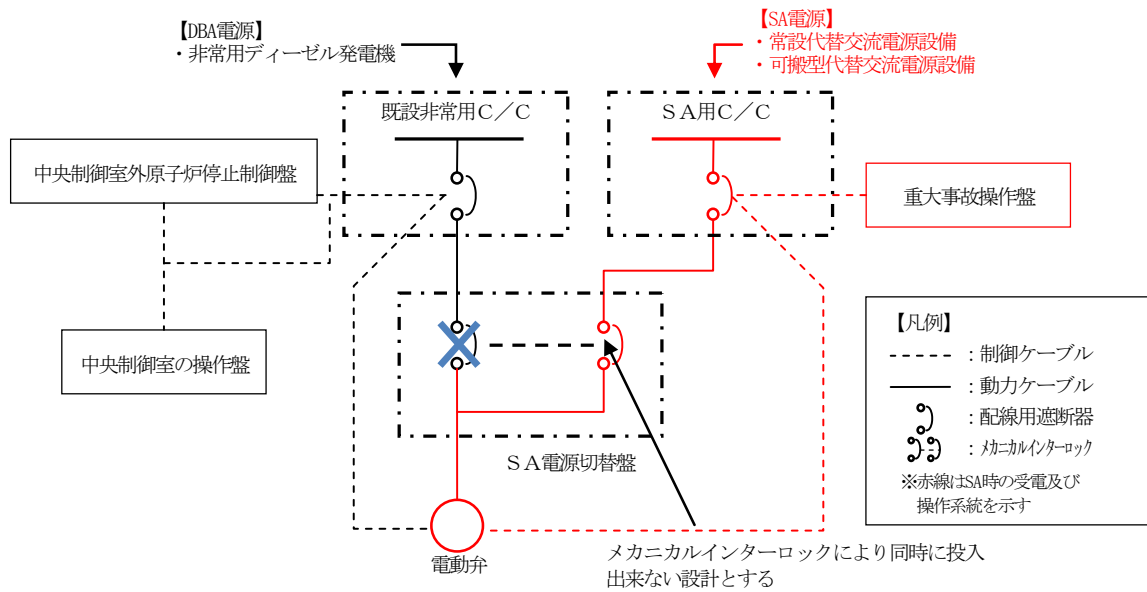 【DBA電源】
・非常用ディーゼル発電機
【SA電源】
・常設代替交流電源設備
・可搬型代替交流電源設備
既設非常用C／C
SA用C／C
中央制御室外原子炉停止制御盤
重大事故操作盤
中央制御室の操作盤
SA電源切替盤
電動弁
メカニカルインターロックにより同時に投入
出来ない設計とする
【凡例】
：制御ケーブル
：動力ケーブル
：配線用遮断器
：メカニカルインターロック
※赤線はSA時の受電及び
操作系統を示す